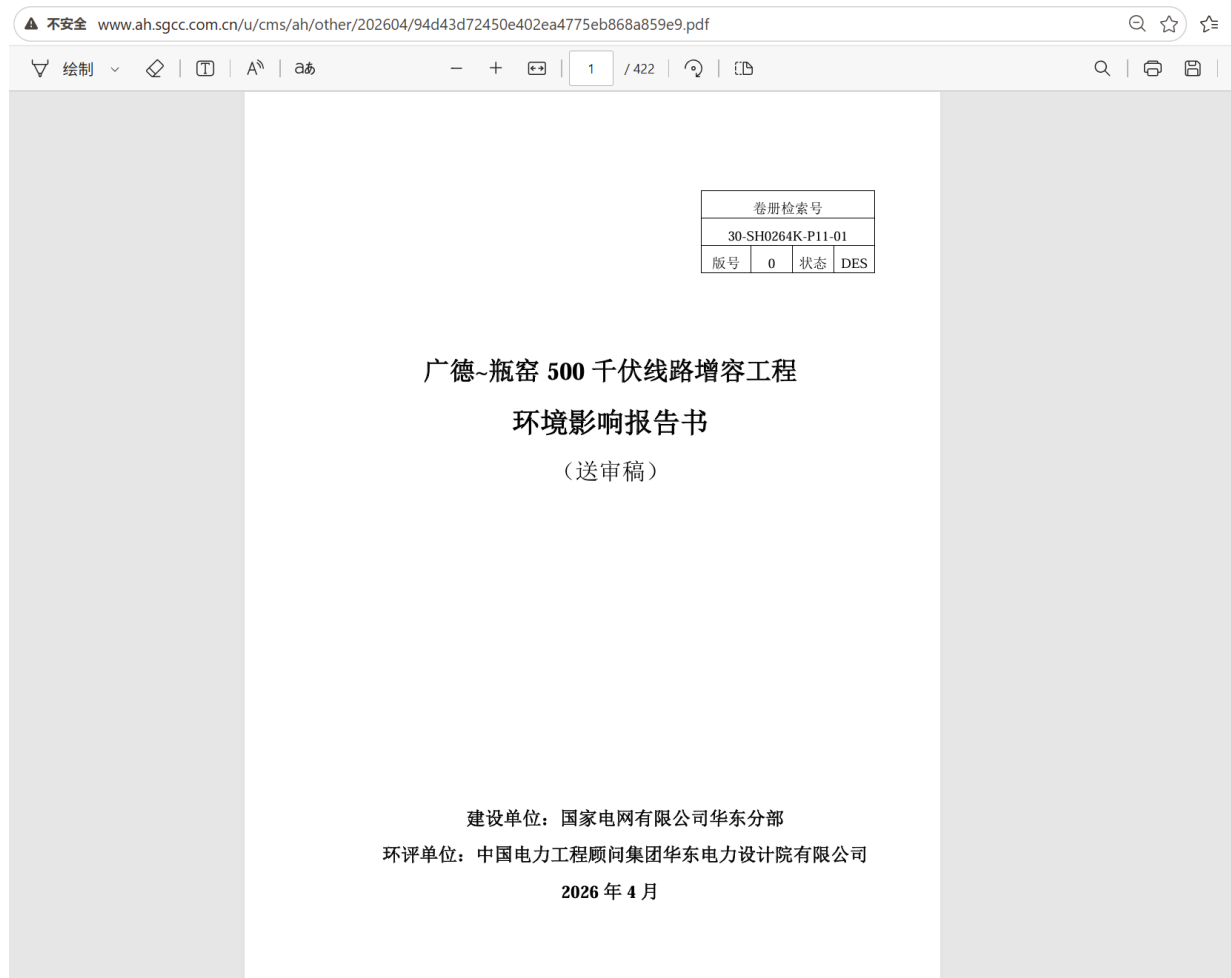 不安全 www.ah.sgcc.com.cn/u/cms/ah/other/202604/94d43d72450e402ea4775eb868a859e9.pdf
绘制 T A aあ 1 / 422
卷册检索号
30-SH0264K-P11-01
版号 0 状态 DES
广德~瓶窑 500 千伏线路增容工程
环境影响报告书
（送审稿）
建设单位：国家电网有限公司华东分部
环评单位：中国电力工程顾问集团华东电力设计院有限公司
2026 年 4 月